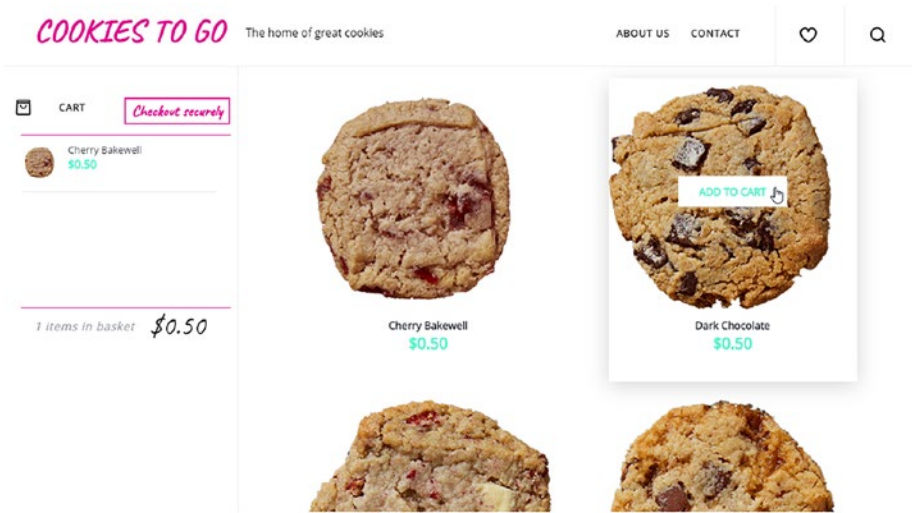 COOKIES TO GO
The home of great cookies
ABOUT US
CONTACT
CART
Checkout securely
Cherry Bakewell
$0.50
1 items in basket
$0.50
ADD TO CART
Cherry Bakewell
$0.50
Dark Chocolate
$0.50